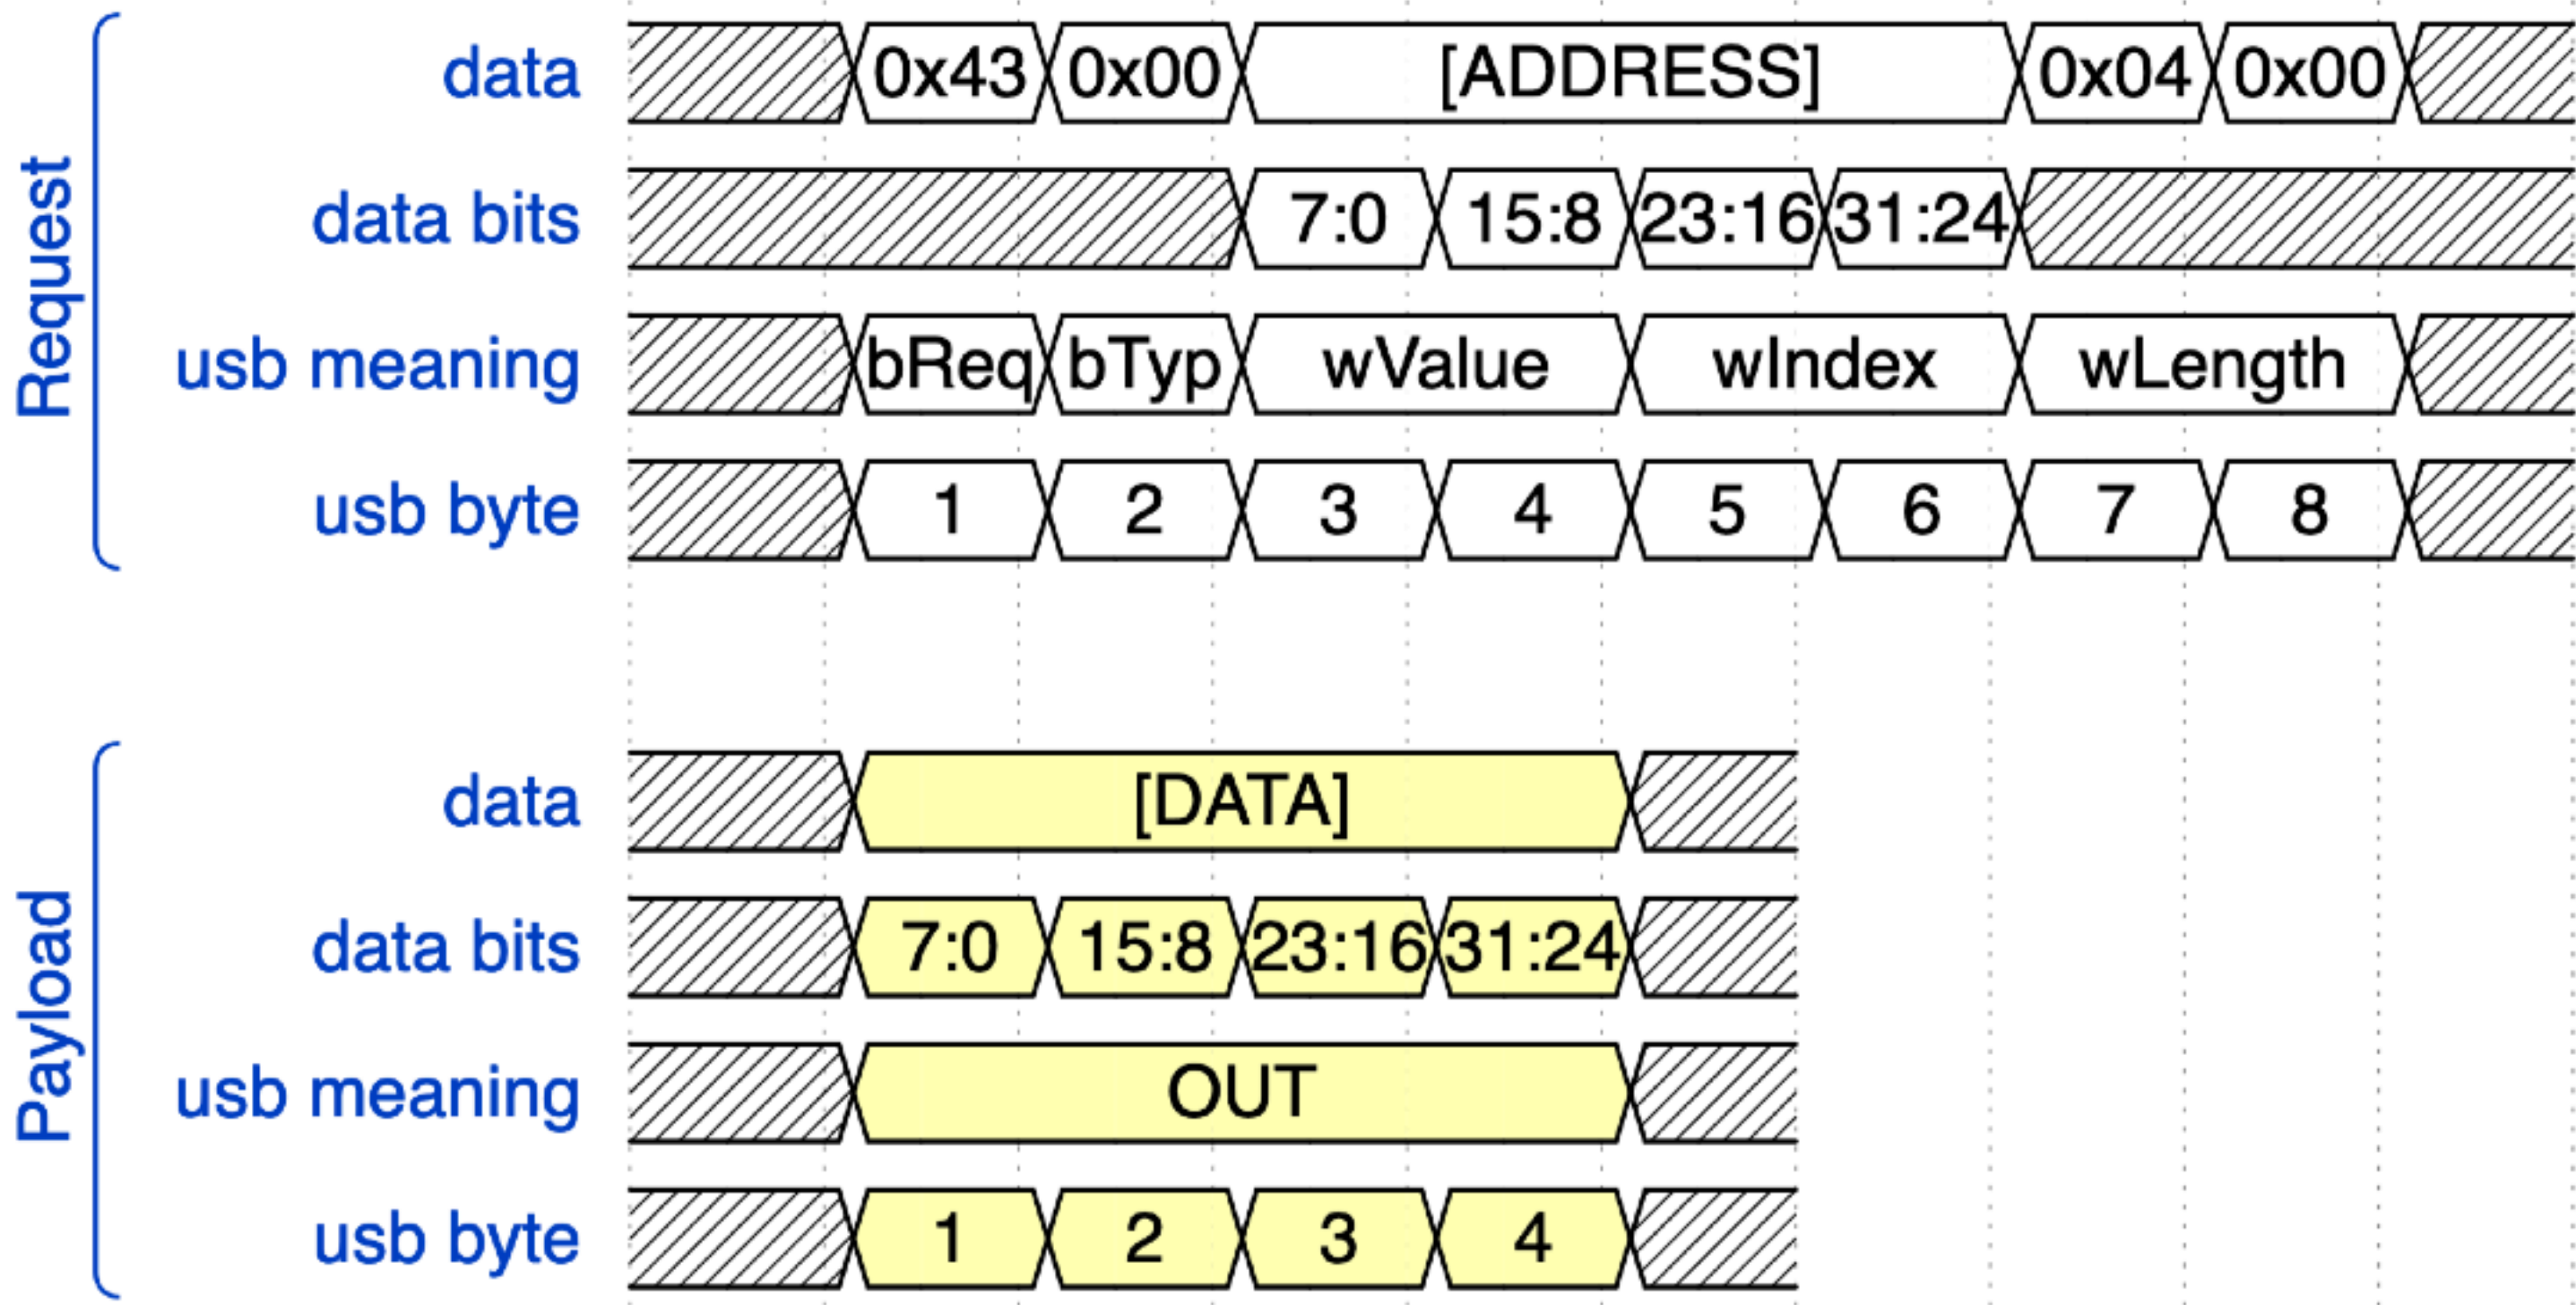 Request
data 0x43 0x00 [ADDRESS] 0x04 0x00
data bits 7:0 15:8 23:16 31:24
usb meaning bReq bTyp wValue wIndex wLength
usb byte 1 2 3 4 5 6 7 8
Payload
data [DATA]
data bits 7:0 15:8 23:16 31:24
usb meaning OUT
usb byte 1 2 3 4